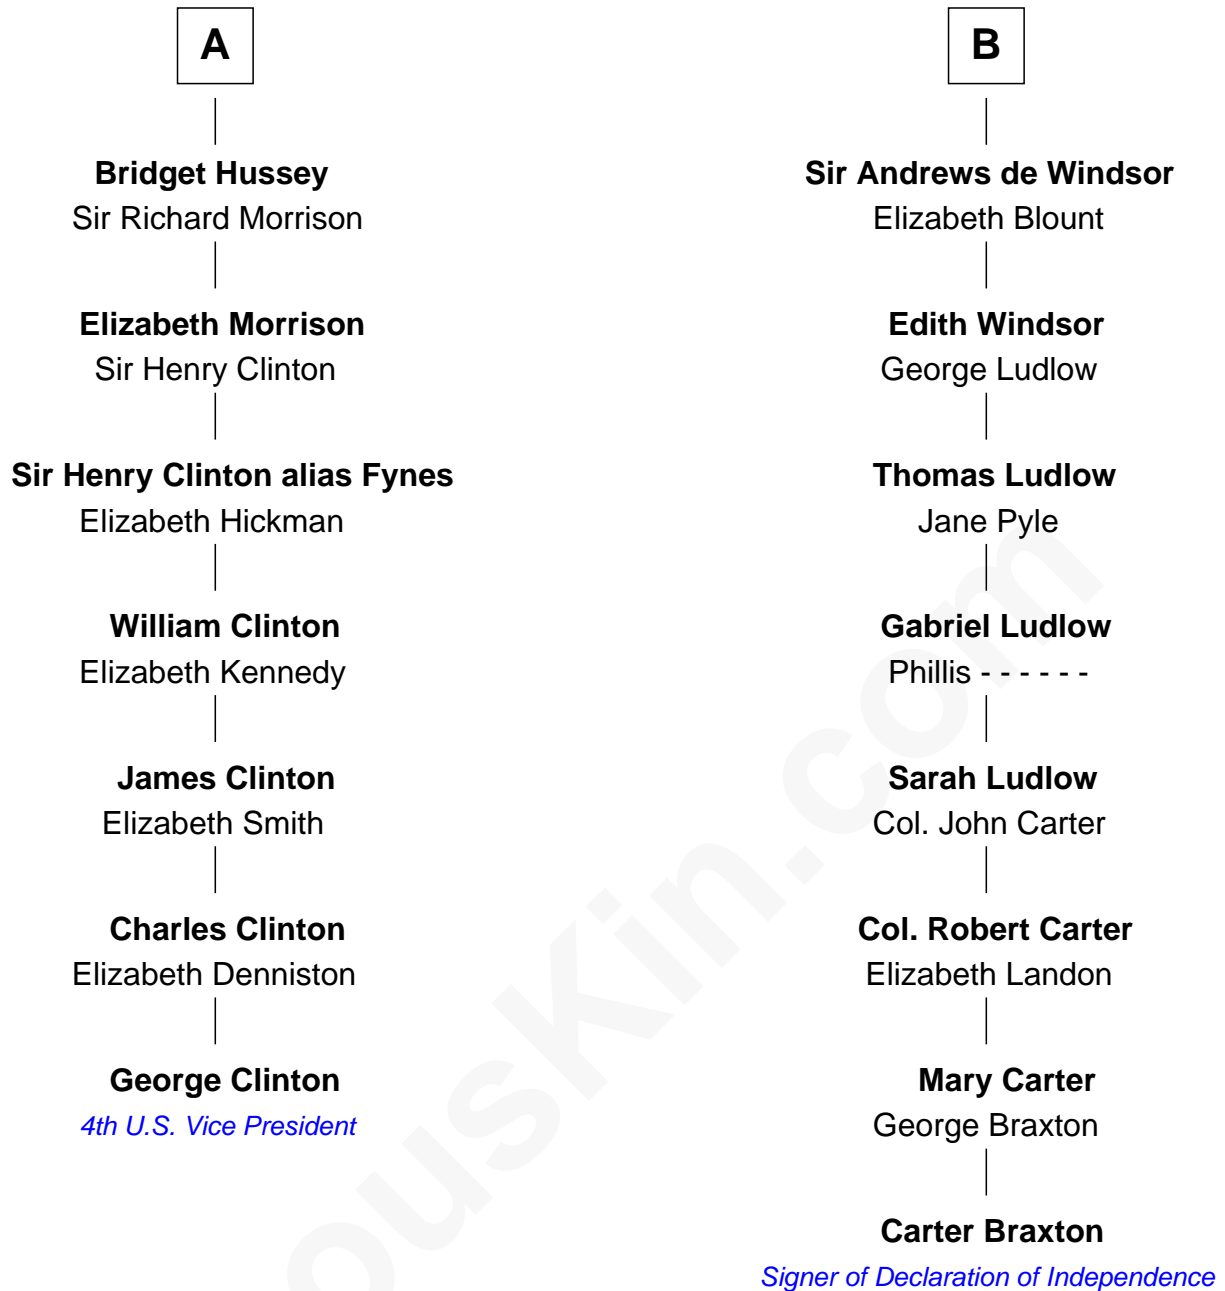 A
Bridget Hussey
Sir Richard Morrison
Elizabeth Morrison
Sir Henry Clinton
Sir Henry Clinton alias Fynes
Elizabeth Hickman
William Clinton
Elizabeth Kennedy
James Clinton
Elizabeth Smith
Charles Clinton
Elizabeth Denniston
George Clinton
4th U.S. Vice President
B
Sir Andrews de Windsor
Elizabeth Blount
Edith Windsor
George Ludlow
Thomas Ludlow
Jane Pyle
Gabriel Ludlow
Phillis - - - - - -
Sarah Ludlow
Col. John Carter
Col. Robert Carter
Elizabeth Landon
Mary Carter
George Braxton
Carter Braxton
Signer of Declaration of Independence
ousKin.com